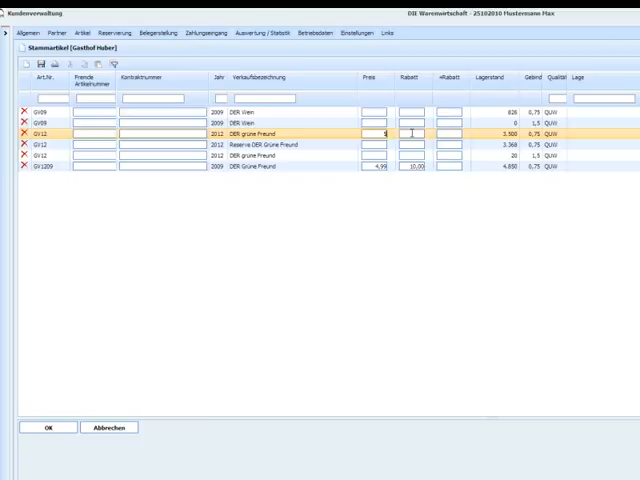 Kundenverwaltung DIE Warenwirtschaft - 25102010 Mustermann Max
Allgemein Partner Artikel Reservierung Belegerstellung Zahlungseingang Auswertung / Statistik Betriebsdaten Einstellungen Links
Stammartikel [Gasthof Huber]
Art.Nr. Fremde Artikelnummer Kontraktnummer Jahr Verkaufsbezeichnung Preis Rabatt +Rabatt Lagerstand Gebind Qualität Lage
GV09 2009 DER Wein 826 0,75 QUW
GV09 2009 DER Wein 0 1,5 QUW
GV12 2012 DER grüne Freund 5 3.500 0,75 QUW
GV12 2012 Reserve DER Grüne Freund 3.368 0,75 QUW
GV12 2012 DER grüne Freund 20 1,5 QUW
GV1209 2009 DER Grüne Freund 4,99 10,00 4.850 0,75 QUW
OK Abbrechen